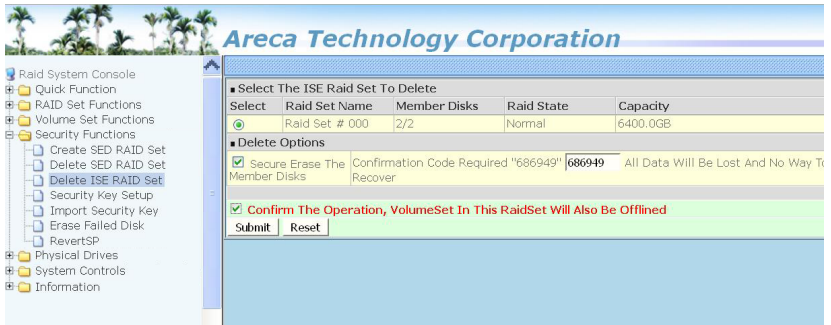 Areca Technology Corporation
Raid System Console
Quick Function
RAID Set Functions
Volume Set Functions
Security Functions
Create SED RAID Set
Delete SED RAID Set
Delete ISE RAID Set
Security Key Setup
Import Security Key
Erase Failed Disk
RevertSP
Physical Drives
System Controls
Information
Select The ISE Raid Set To Delete
Select Raid Set Name Member Disks Raid State Capacity
Raid Set # 000 2/2 Normal 6400.0GB
Delete Options
Secure Erase The Member Disks
Confirmation Code Required "686949" 686949 All Data Will Be Lost And No Way To
Recover
Confirm The Operation, VolumeSet In This RaidSet Will Also Be Offlined
Submit Reset